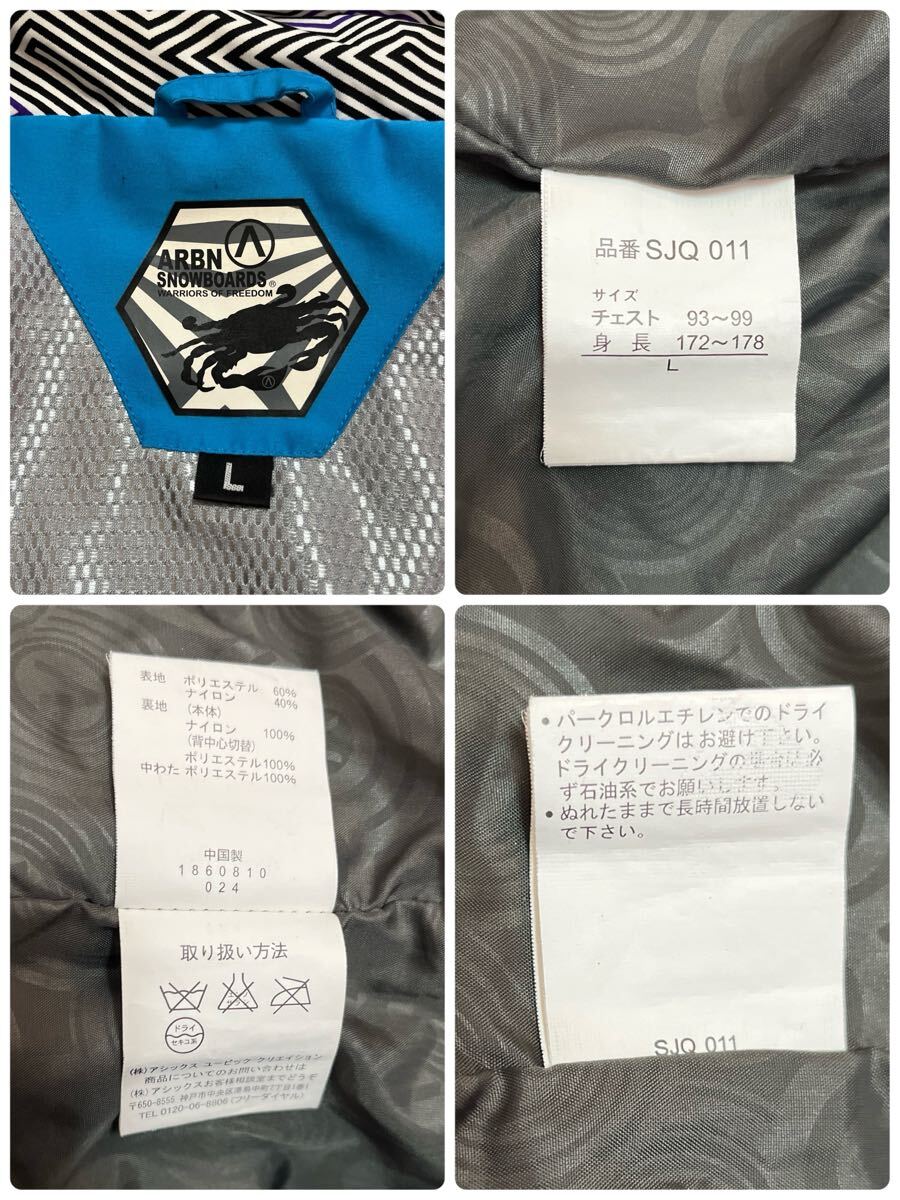 ARBN
SNOWBOARDS®
WARRIORS OF FREEDOM
L
品番 SJQ 011
サイズ
チェスト 93〜99
身長 172〜178
L
表地 ポリエステル 60%
ナイロン 40%
裏地 (本体)
ナイロン 100%
(背中心切替)
ポリエステル100%
中わた ポリエステル100%
中国製
1860810
024
取り扱い方法
エンソ
サラシ
ドライ
セキユ系
(株)アシックス ユービック クリエイション
商品についてのお問い合わせは
(株)アシックスお客様相談室までどうぞ
〒650-8555 神戸市中央区港島中町7丁目1番1
TEL 0120-06-8806(フリーダイヤル)
• パークロルエチレンでのドライ
クリーニングはお避け下さい。
ドライクリーニングの場合は必
ず石油系でお願いします。
• ぬれたままで長時間放置しない
で下さい。
SJQ 011